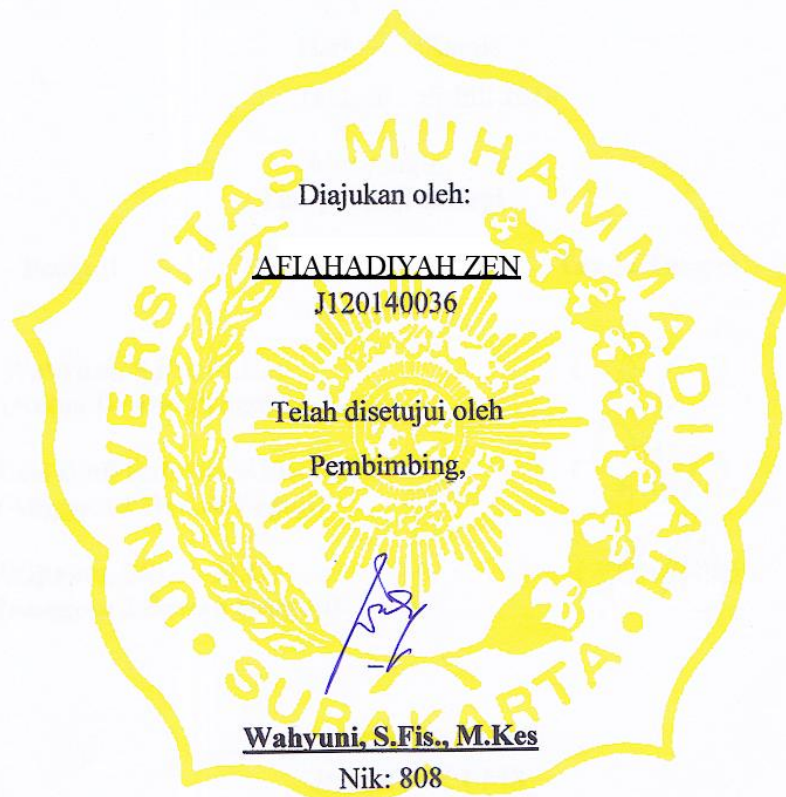 UNIVERSITAS MUHAMMADIYAH
Diajukan oleh:
AFIAHADIYAH ZEN
J120140036
Telah disetujui oleh
Pembimbing,
SURAKARTA
Wahyuni, S.Fis., M.Kes
Nik: 808